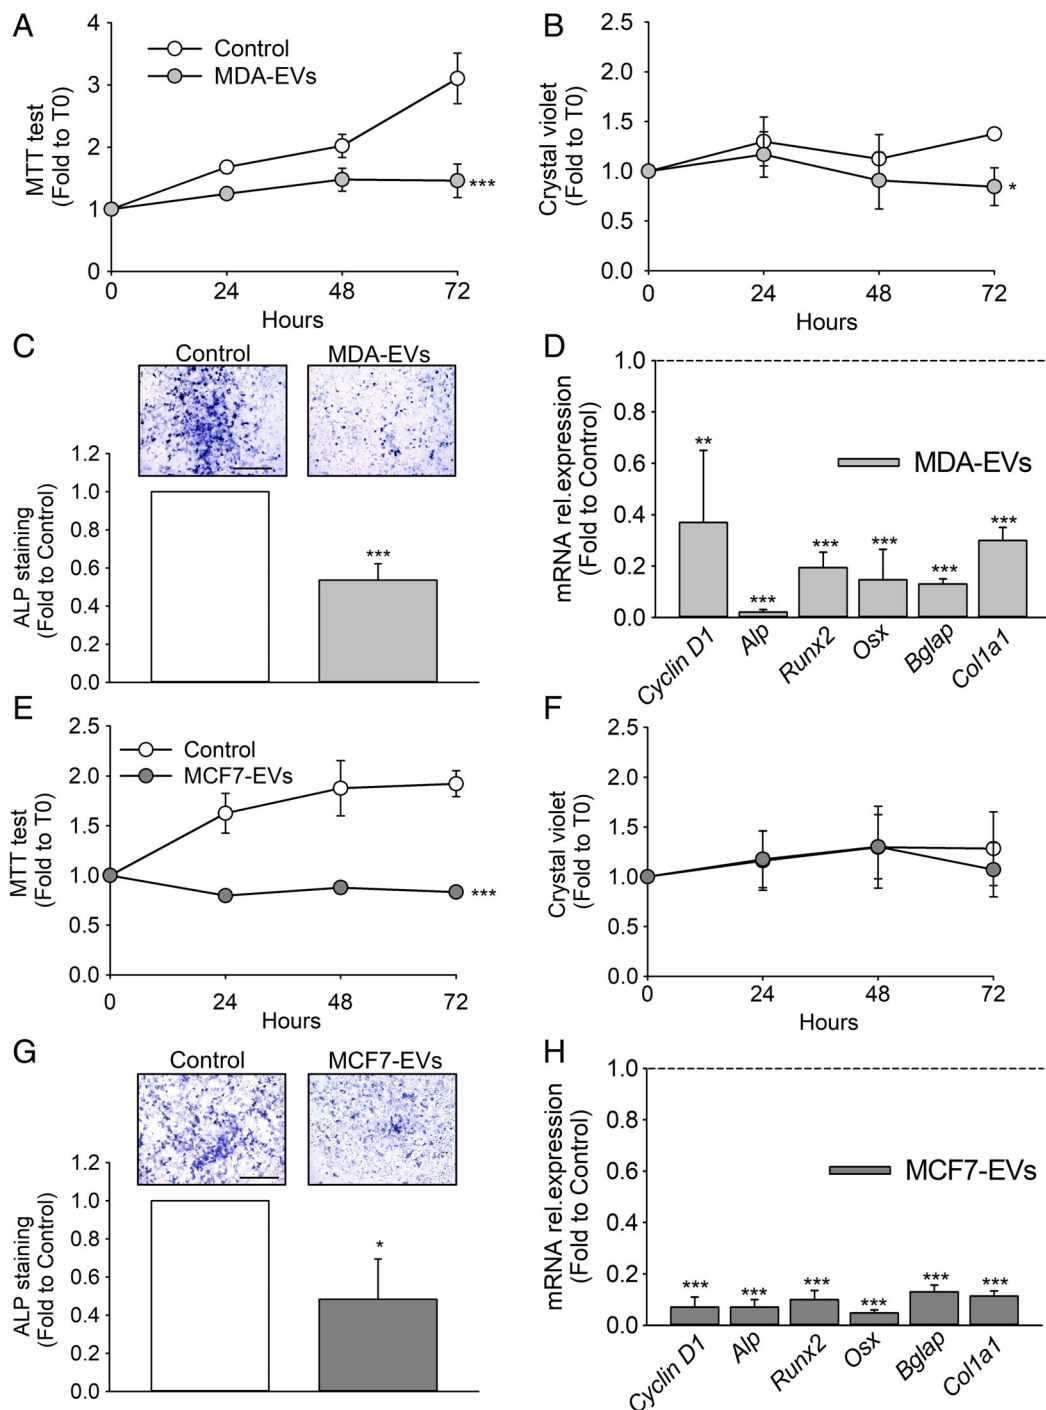 A
MTT test
(Fold to T0)
4
3
2
1
0
Control
MDA-EVs
***
0 24 48 72
Hours
B
Crystal violet
(Fold to T0)
2.5
2.0
1.5
1.0
0.5
0.0
*
0 24 48 72
Hours
C
Control MDA-EVs
ALP staining
(Fold to Control)
1.2
1.0
0.8
0.6
0.4
0.2
0.0
***
D
mRNA rel.expression
(Fold to Control)
1.0
0.8
0.6
0.4
0.2
0.0
MDA-EVs
** *** *** *** *** ***
Cyclin D1 Alp Runx2 Osx Bglap Col1a1
E
MTT test
(Fold to T0)
2.5
2.0
1.5
1.0
0.5
0.0
Control
MCF7-EVs
***
0 24 48 72
Hours
F
Crystal violet
(Fold to T0)
2.5
2.0
1.5
1.0
0.5
0.0
0 24 48 72
Hours
G
Control MCF7-EVs
ALP staining
(Fold to Control)
1.2
1.0
0.8
0.6
0.4
0.2
0.0
*
H
mRNA rel.expression
(Fold to Control)
1.0
0.8
0.6
0.4
0.2
0.0
MCF7-EVs
*** *** *** *** *** ***
Cyclin D1 Alp Runx2 Osx Bglap Col1a1